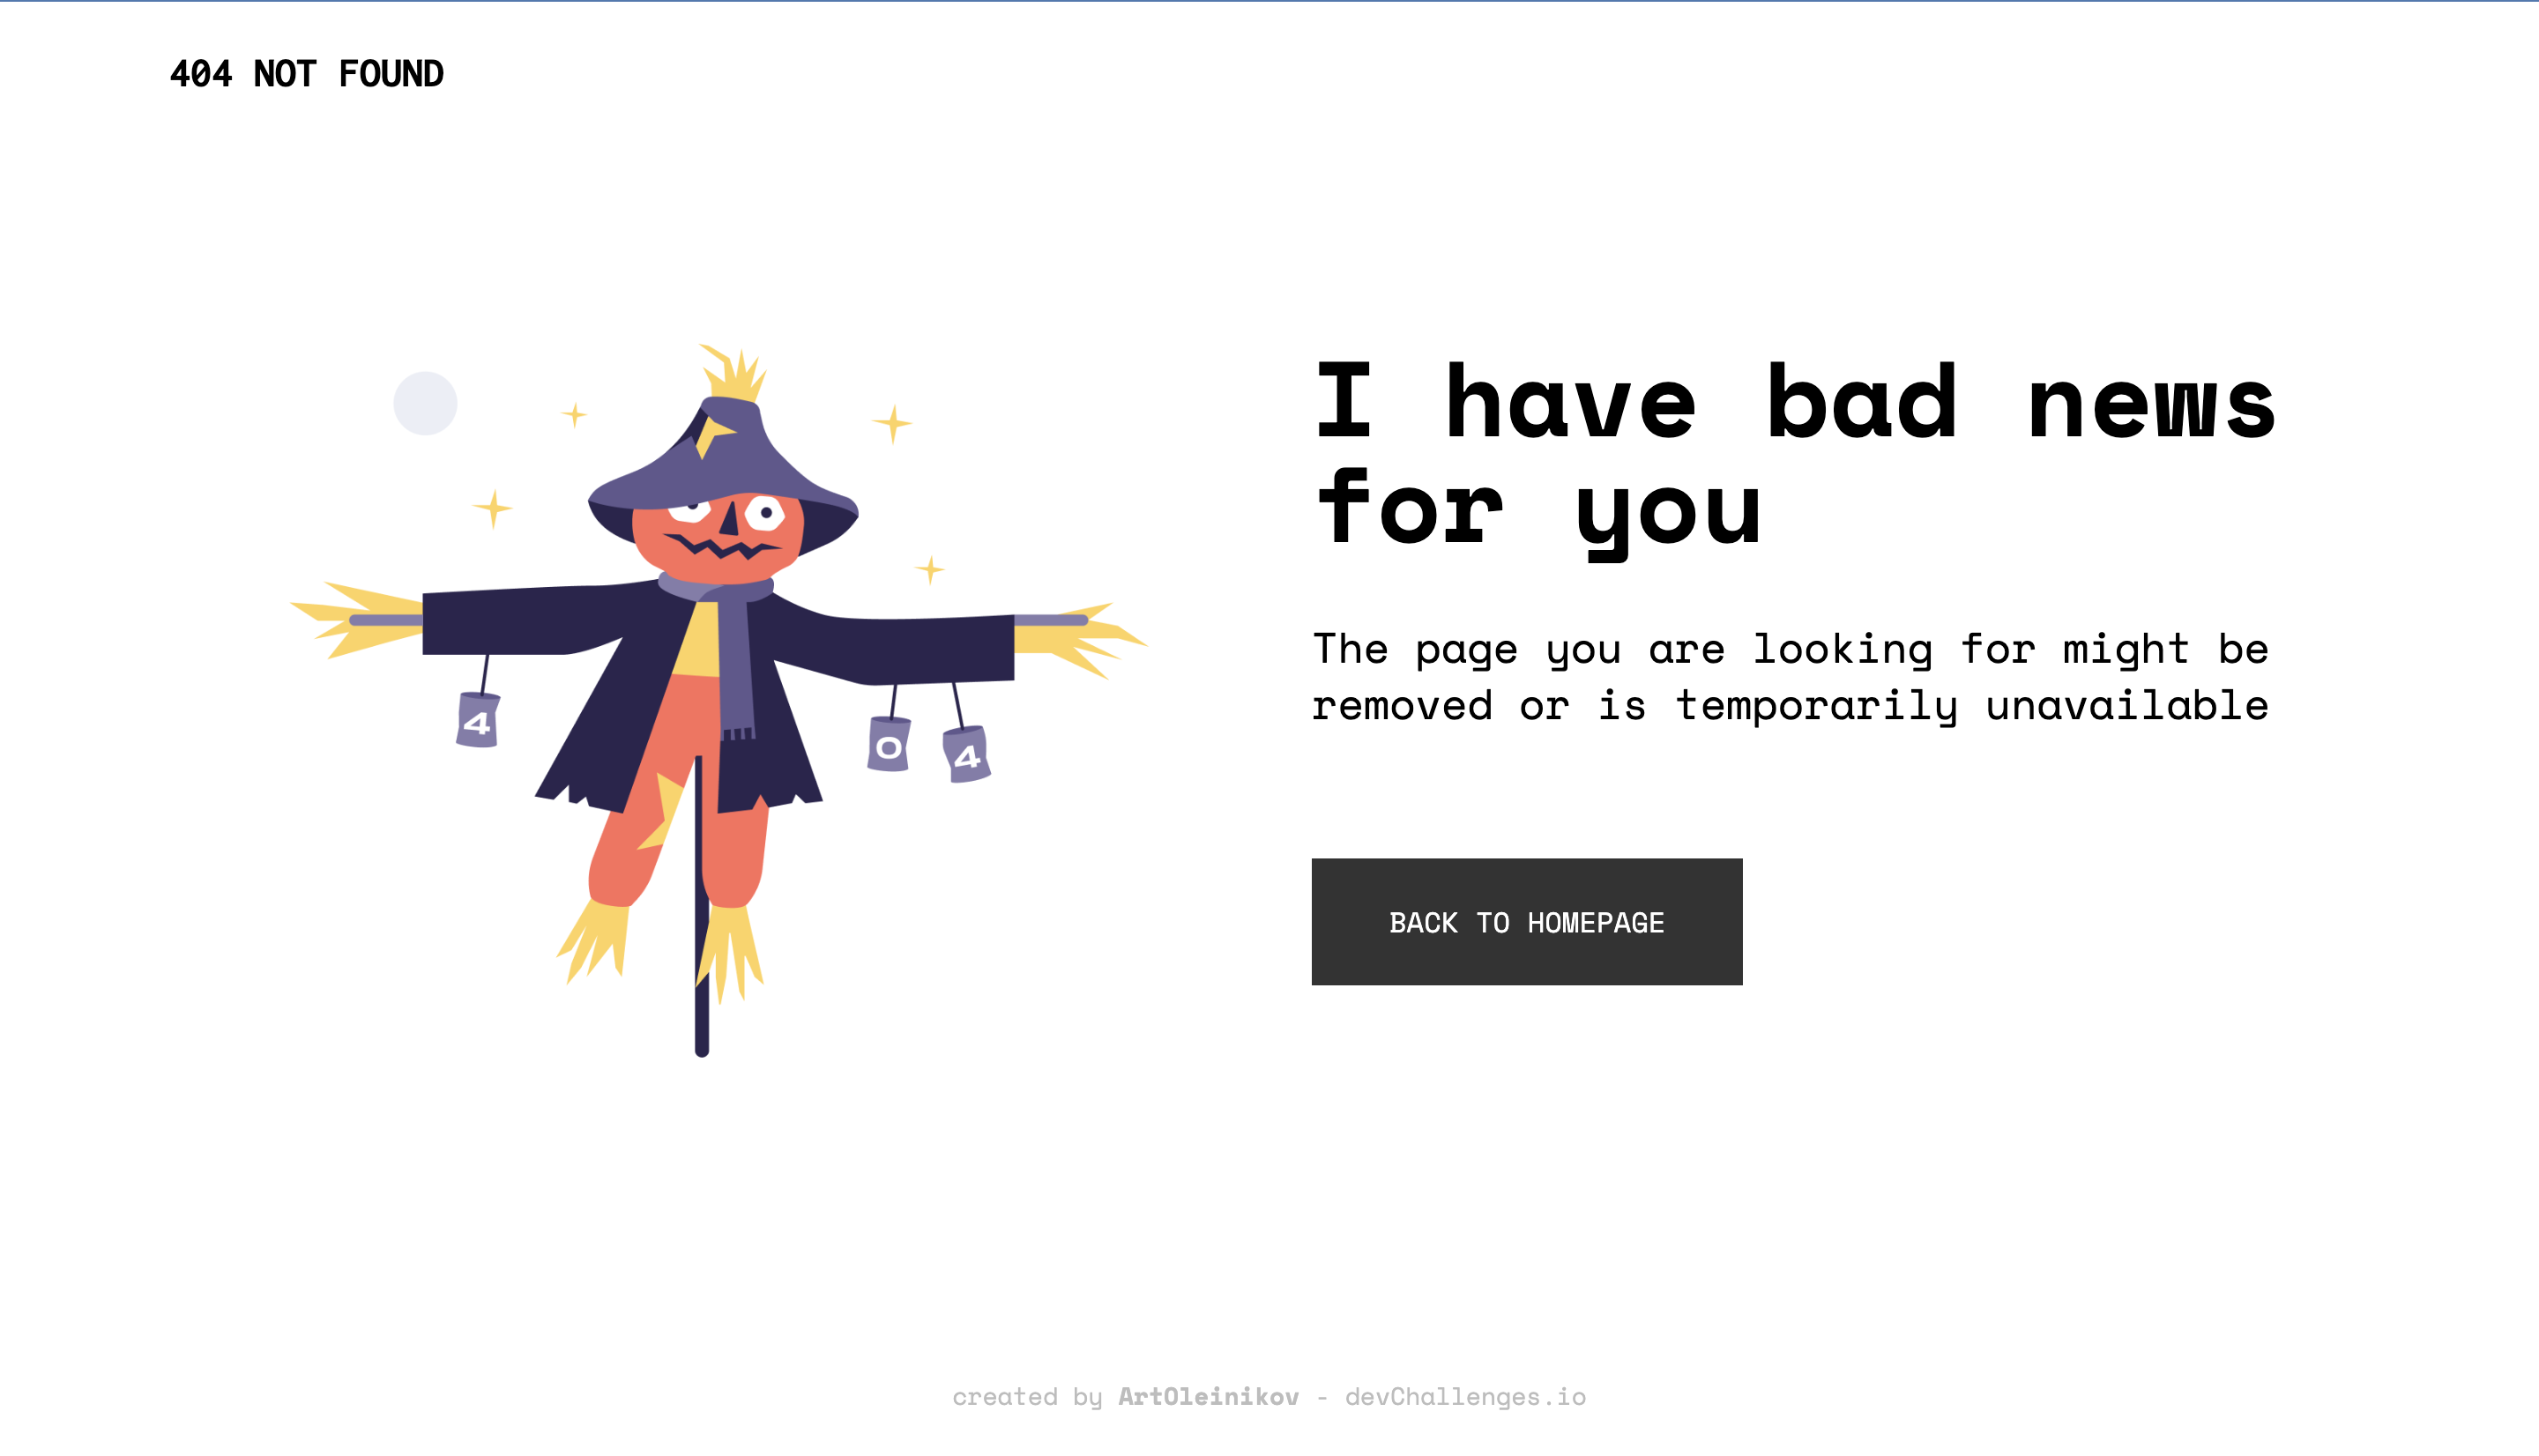 404 NOT FOUND
I have bad news
for you
The page you are looking for might be
removed or is temporarily unavailable
4
0
4
BACK TO HOMEPAGE
created by ArtOleinikov - devChallenges.io